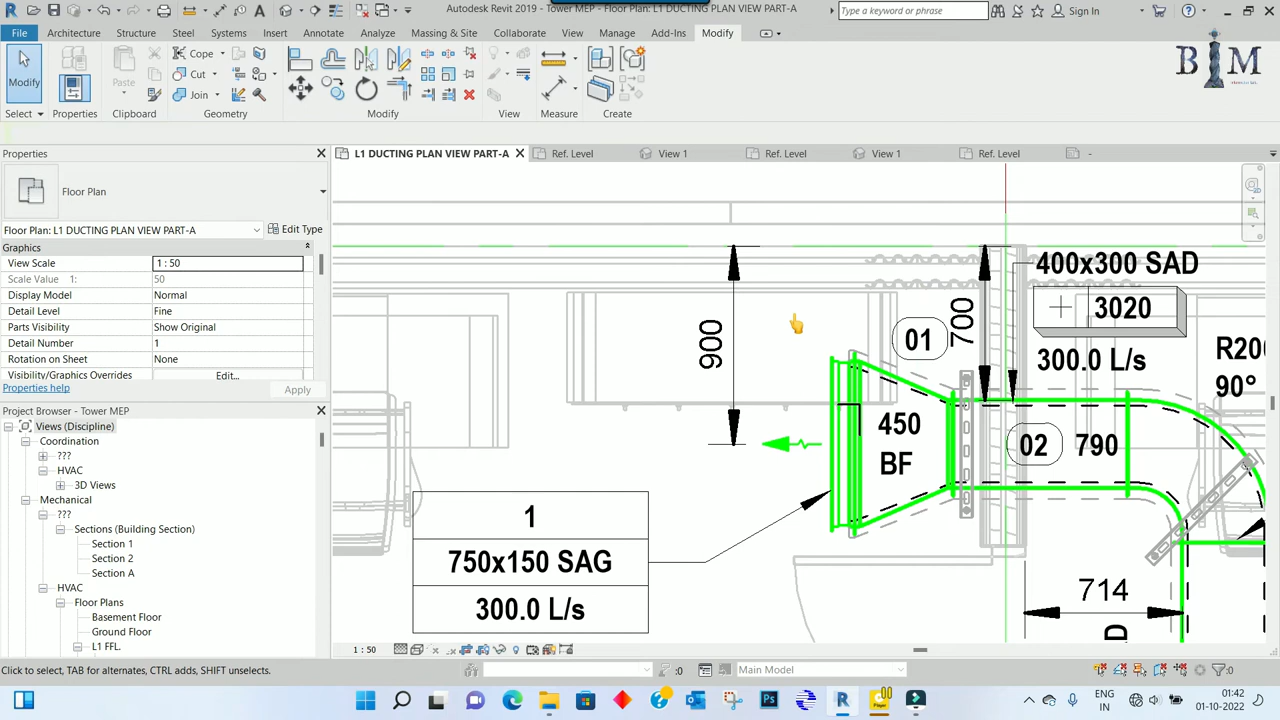 Autodesk Revit 2019 - Tower MEP - Floor Plan: L1 DUCTING PLAN VIEW PART-A
Type a keyword or phrase
Sign In
File Architecture Structure Steel Systems Insert Annotate Analyze Massing & Site Collaborate View Manage Add-Ins Modify
Modify
Paste
Cope
Cut
Join
Select Properties Clipboard Geometry Modify View Measure Create
BIM
Properties
L1 DUCTING PLAN VIEW PART-A
Ref. Level
View 1
Ref. Level
View 1
Ref. Level
-
Floor Plan
Floor Plan: L1 DUCTING PLAN VIEW PART-A
Edit Type
Graphics
View Scale 1 : 50
Scale Value 1: 50
Display Model Normal
Detail Level Fine
Parts Visibility Show Original
Detail Number 1
Rotation on Sheet None
Visibility/Graphics Overrides Edit...
Properties help
Apply
Project Browser - Tower MEP
Views (Discipline)
Coordination
???
HVAC
3D Views
Mechanical
???
Sections (Building Section)
Section 1
Section 2
Section A
HVAC
Floor Plans
Basement Floor
Ground Floor
L1 FFL.
900
700
01
400x300 SAD
3020
300.0 L/s
R200
90°
450
BF
02
790
1
750x150 SAG
300.0 L/s
714
D
1 : 50
Click to select, TAB for alternates, CTRL adds, SHIFT unselects.
:0
Main Model
:0
ENG
IN
01:42
01-10-2022